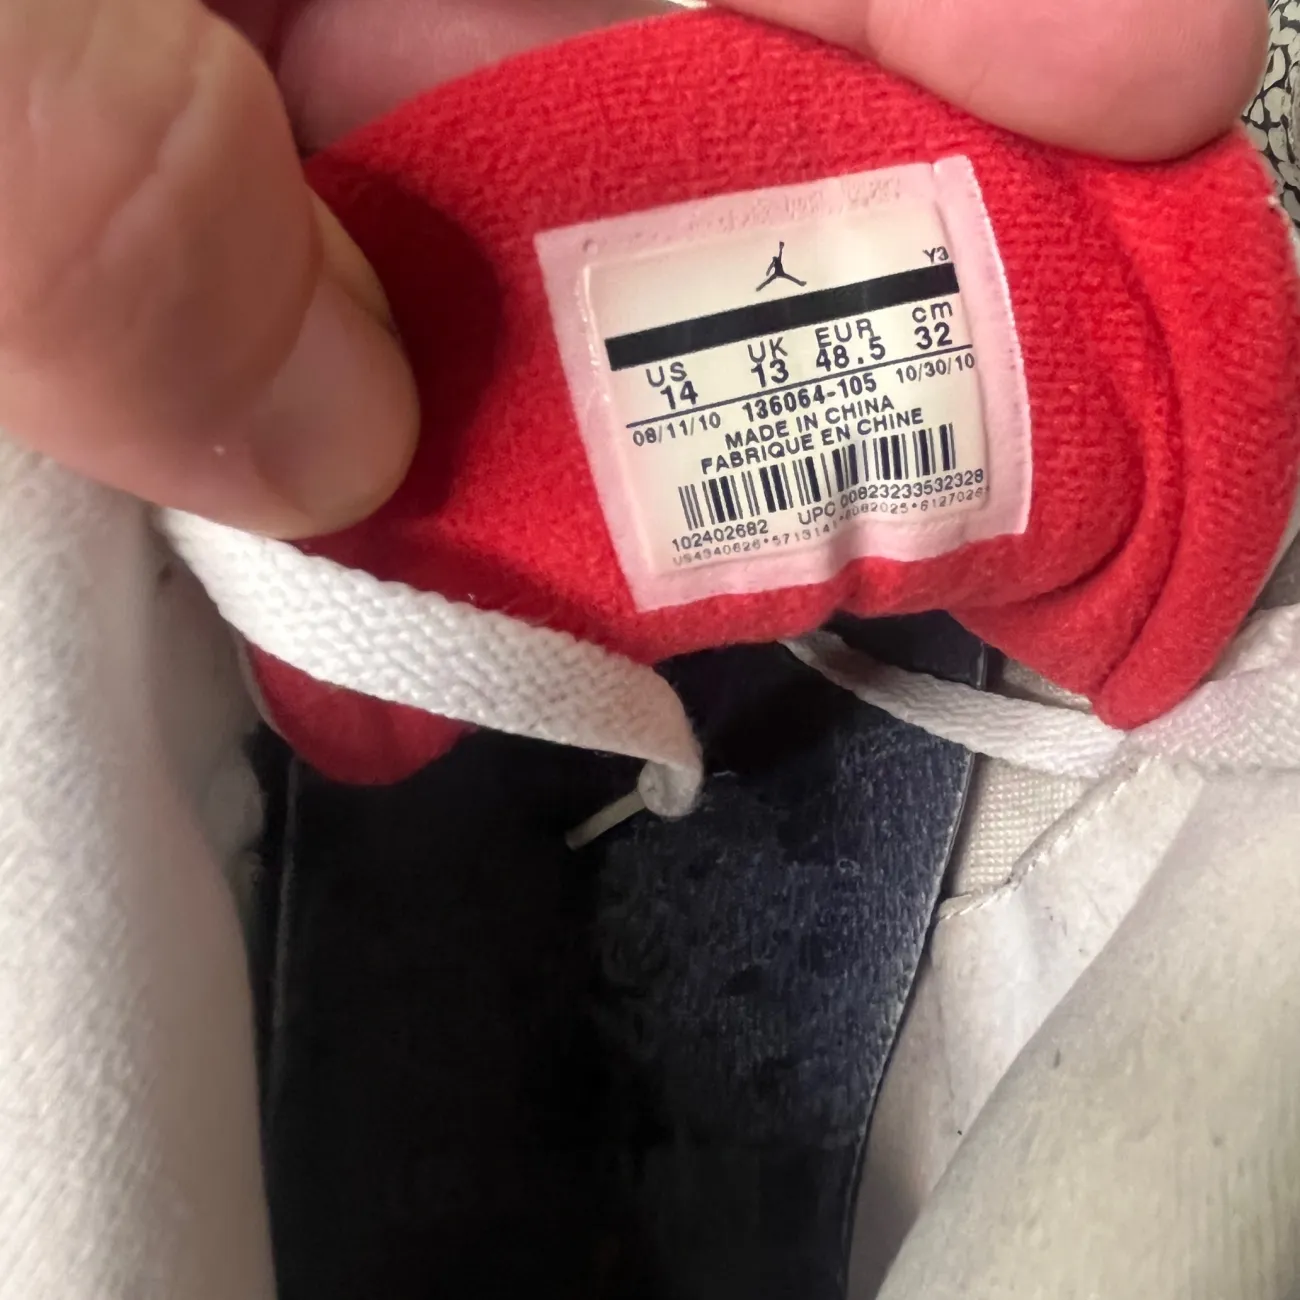 Y3
US UK EUR cm
14 13 48.5 32
08/11/10 136064-105 10/30/10
MADE IN CHINA
FABRIQUE EN CHINE
102402682 UPC 00823233532328